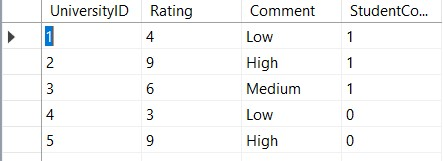 UniversityID Rating Comment StudentCo...
1 4 Low 1
2 9 High 1
3 6 Medium 1
4 3 Low 0
5 9 High 0